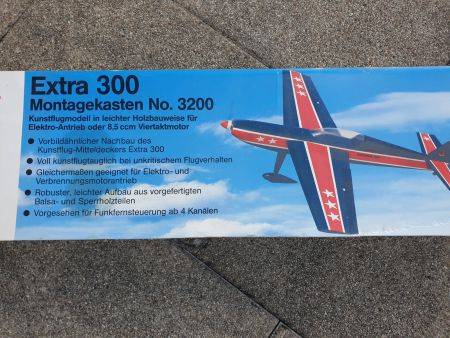 Extra 300
Montagekasten No. 3200
Kunstflugmodell in leichter Holzbauweise für
Elektro-Antrieb oder 8,5 ccm Viertaktmotor
Vorbildähnlicher Nachbau des
Kunstflug-Mitteldeckers Extra 300
Voll kunstflugtauglich bei unkritischem Flugverhalten
Gleichermaßen geeignet für Elektro- und
Verbrennungsmotorantrieb
Robuster, leichter Aufbau aus vorgefertigten
Balsa- und Sperrholzteilen
Vorgesehen für Funkfernsteuerung ab 4 Kanälen